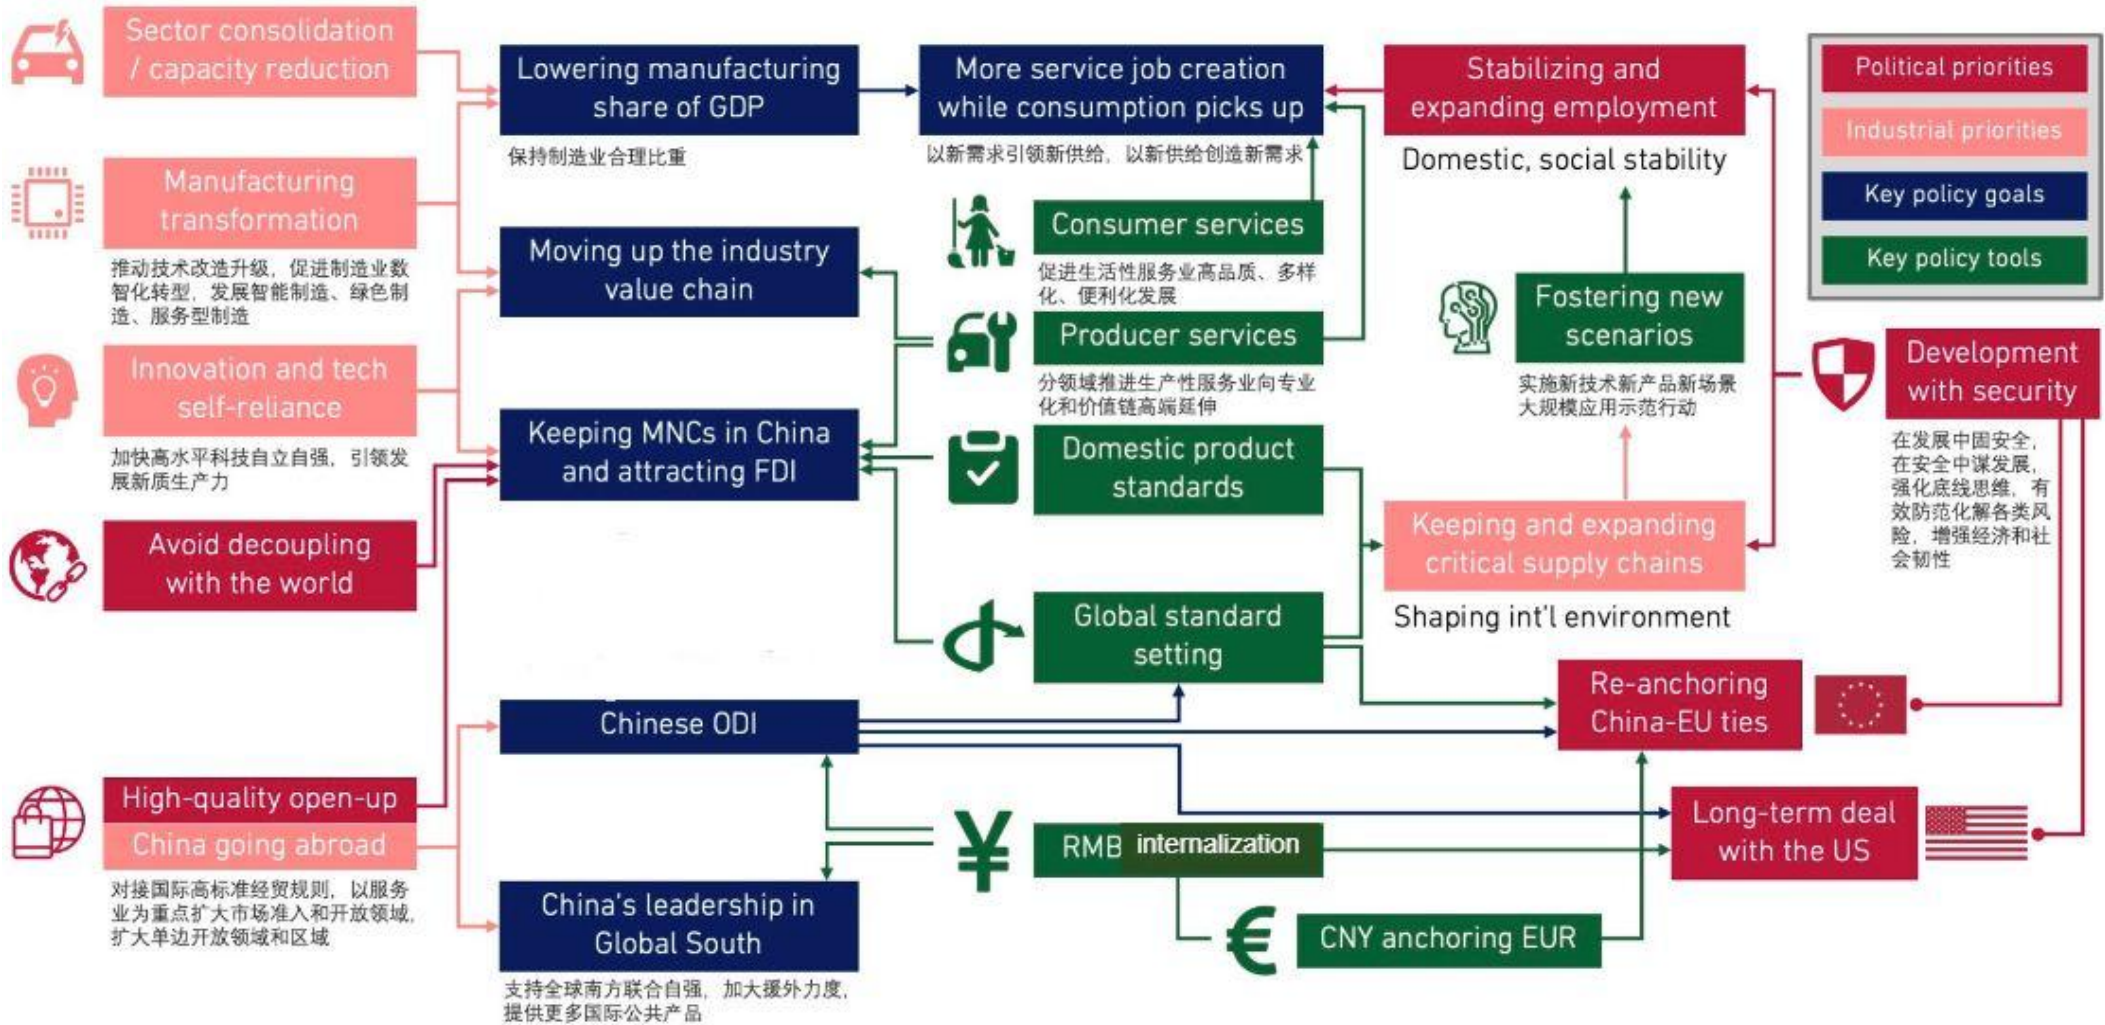 Sector consolidation
/ capacity reduction
Manufacturing
transformation
推动技术改造升级，促进制造业数
智化转型，发展智能制造、绿色制
造、服务型制造
Innovation and tech
self-reliance
加快高水平科技自立自强，引领发
展新质生产力
Avoid decoupling
with the world
High-quality open-up
China going abroad
对接国际高标准经贸规则，以服务
业为重点扩大市场准入和开放领域，
扩大单边开放领域和区域
Lowering manufacturing
share of GDP
保持制造业合理比重
Moving up the industry
value chain
Keeping MNCs in China
and attracting FDI
Chinese ODI
China's leadership in
Global South
支持全球南方联合自强，加大援外力度，
提供更多国际公共产品
More service job creation
while consumption picks up
以新需求引领新供给，以新供给创造新需求
Consumer services
促进生活性服务业高品质、多样
化、便利化发展
Producer services
分领域推进生产性服务业向专业
化和价值链高端延伸
Domestic product
standards
Global standard
setting
¥
RMB internalization
€
CNY anchoring EUR
Stabilizing and
expanding employment
Domestic, social stability
Fostering new
scenarios
实施新技术新产品新场景
大规模应用示范行动
Keeping and expanding
critical supply chains
Shaping int'l environment
Re-anchoring
China-EU ties
Long-term deal
with the US
Political priorities
Industrial priorities
Key policy goals
Key policy tools
Development
with security
在发展中固安全，
在安全中谋发展，
强化底线思维，有
效防范化解各类风
险，增强经济和社
会韧性